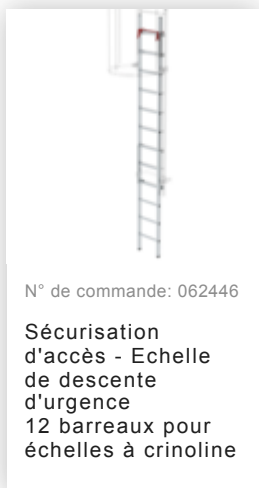 N° de commande: 062446
Sécurisation
d'accès - Echelle
de descente
d'urgence
12 barreaux pour
échelles à crinoline